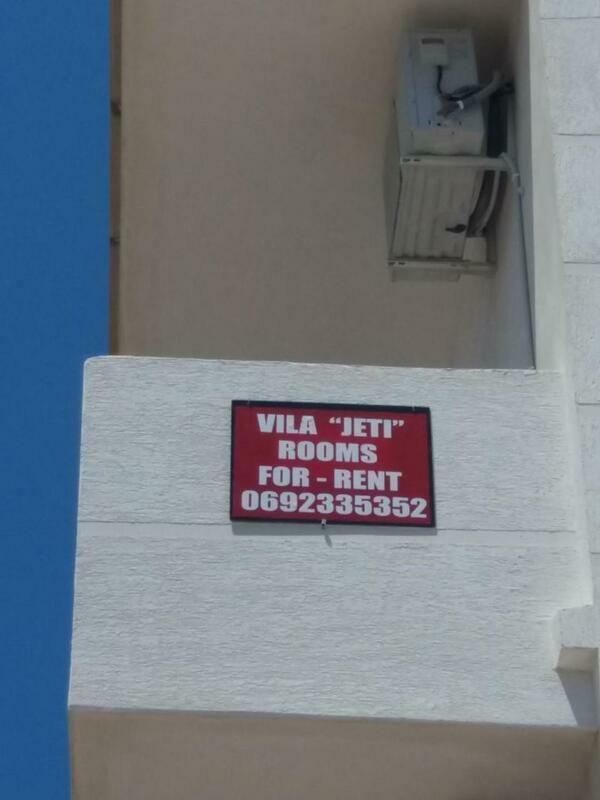 VILA "JETI"
ROOMS
FOR - RENT
0692335352